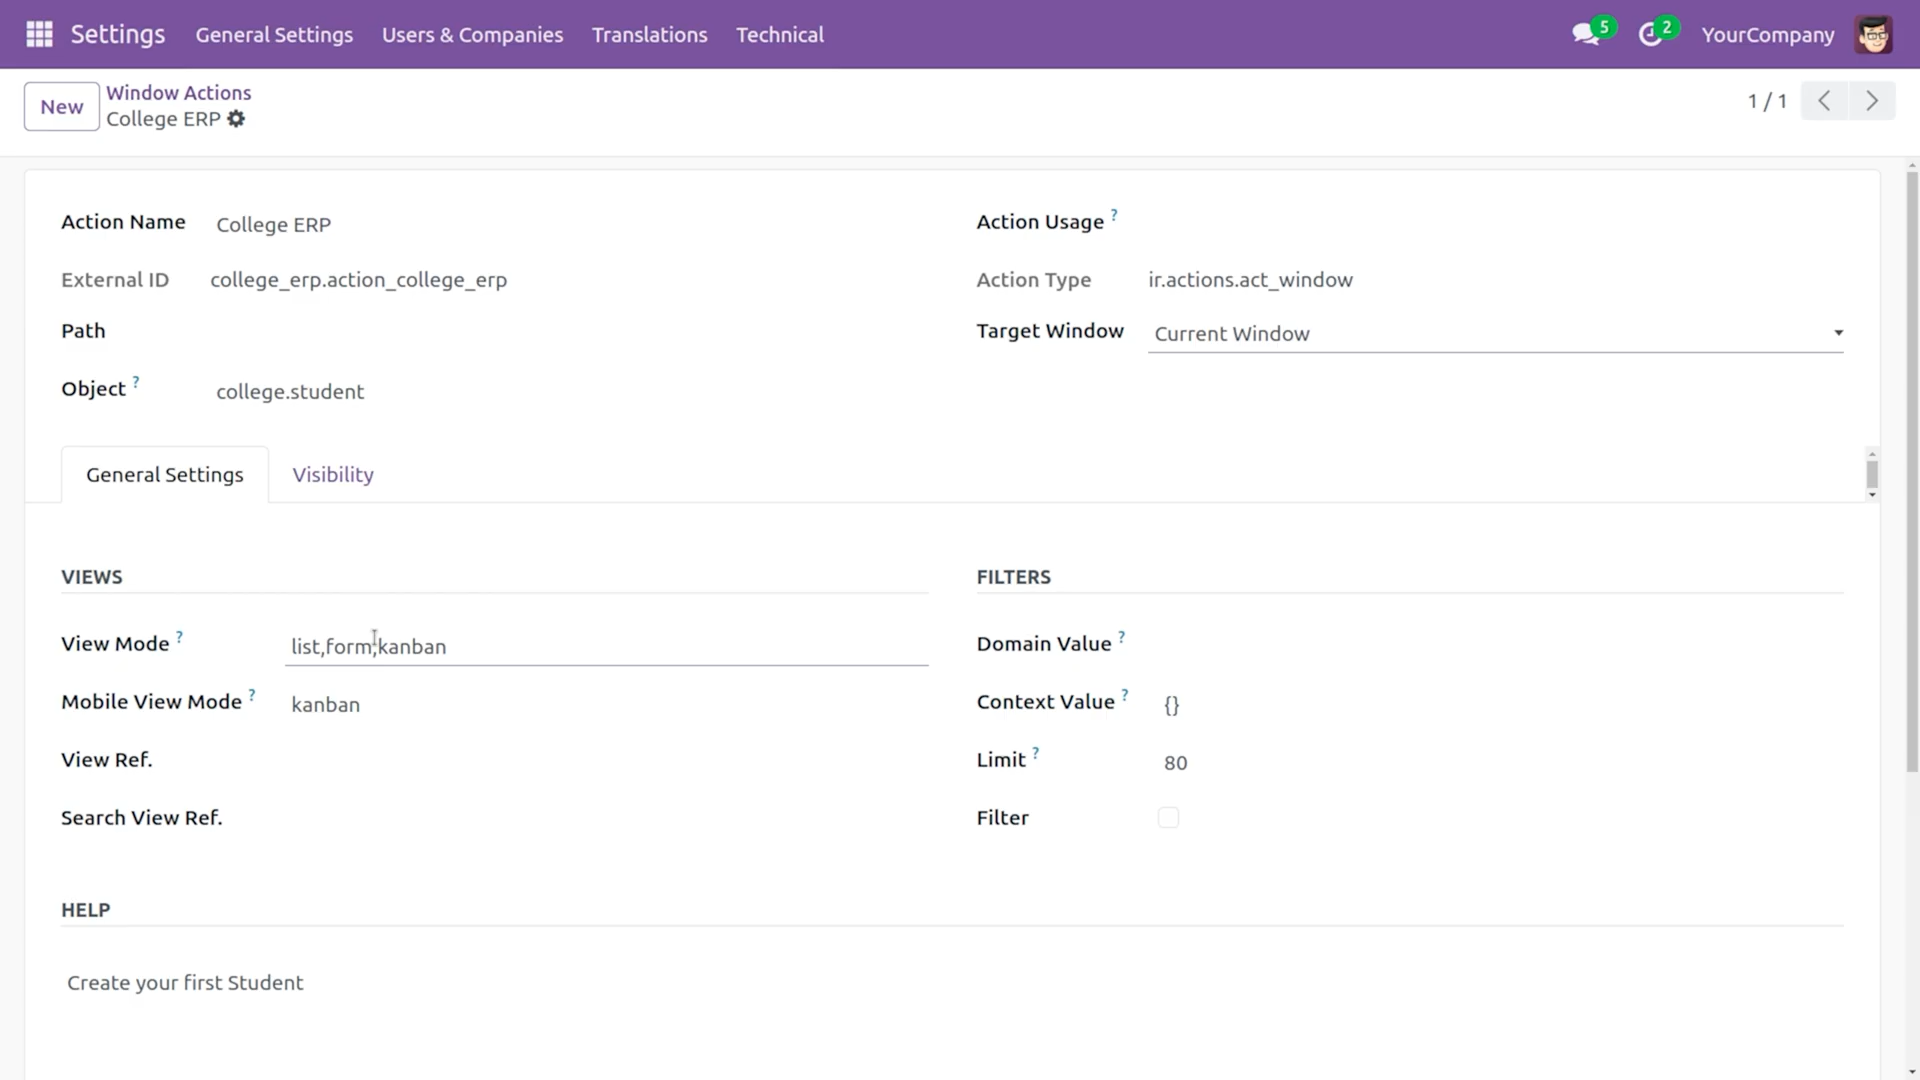 Settings General Settings Users & Companies Translations Technical 5 2 YourCompany
New Window Actions
College ERP
1 / 1
Action Name College ERP
Action Usage ?
External ID college_erp.action_college_erp
Action Type ir.actions.act_window
Path
Target Window Current Window
Object ? college.student
General Settings Visibility
VIEWS
FILTERS
View Mode ? list,form,kanban
Domain Value ?
Mobile View Mode ? kanban
Context Value ? {}
View Ref.
Limit ? 80
Search View Ref.
Filter
HELP
Create your first Student